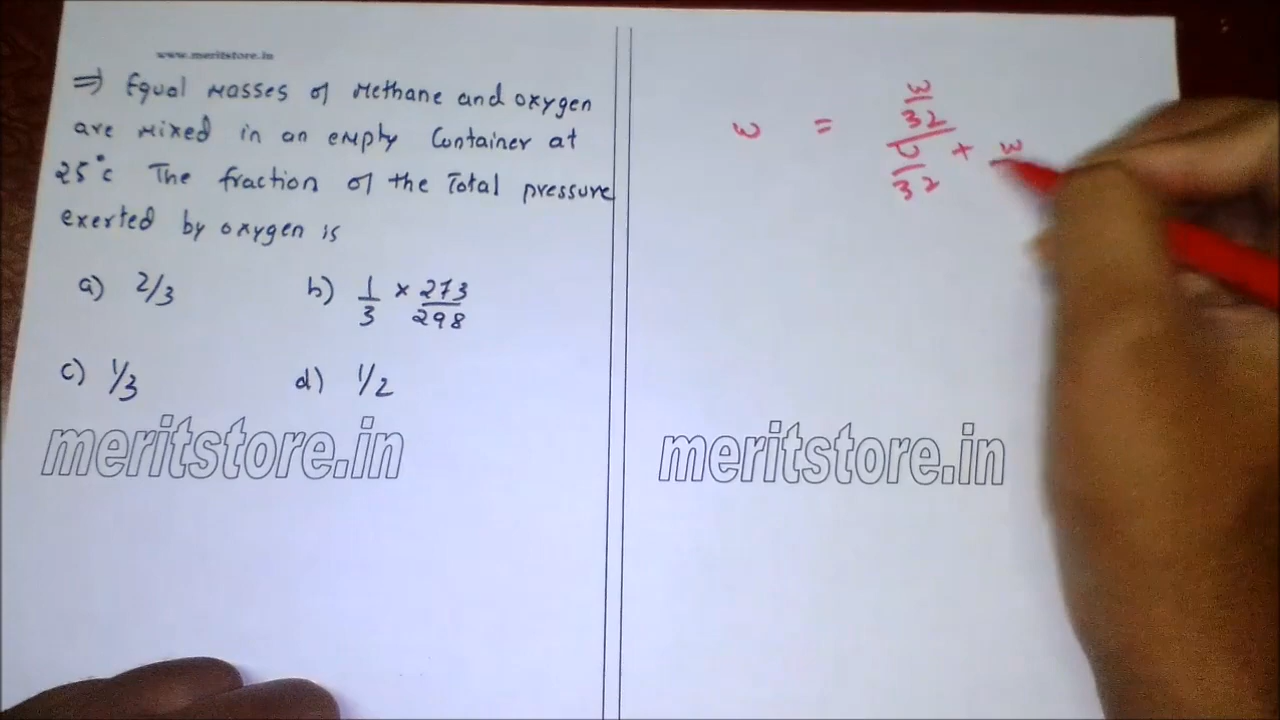 www.meritstore.in
⇒ Equal Masses of Methane and oxygen
are mixed in an empty Container at
25°c The fraction of the Total pressure
exerted by oxygen is
a) 2/3 b) 1/3 × 273/298
c) 1/3 d) 1/2
meritstore.in
ω = ω/32
ω/32 + ω
meritstore.in